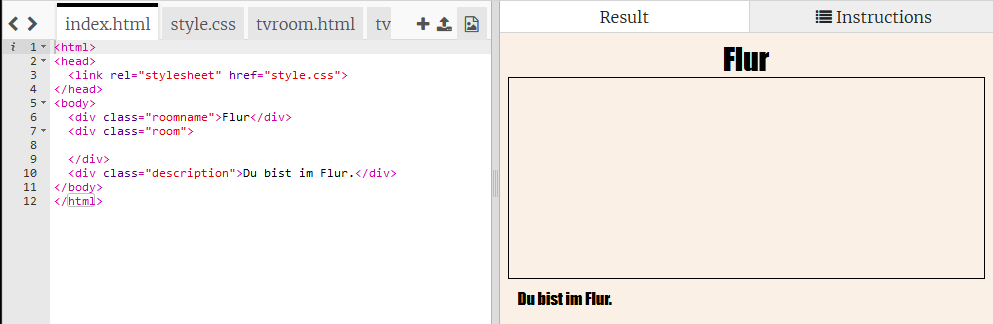 index.html style.css tvroom.html tv
Result Instructions
i 1 <html>
2 <head>
3 <link rel="stylesheet" href="style.css">
4 </head>
5 <body>
6 <div class="roomname">Flur</div>
7 <div class="room">
8
9 </div>
10 <div class="description">Du bist im Flur.</div>
11 </body>
12 </html>
Flur
Du bist im Flur.